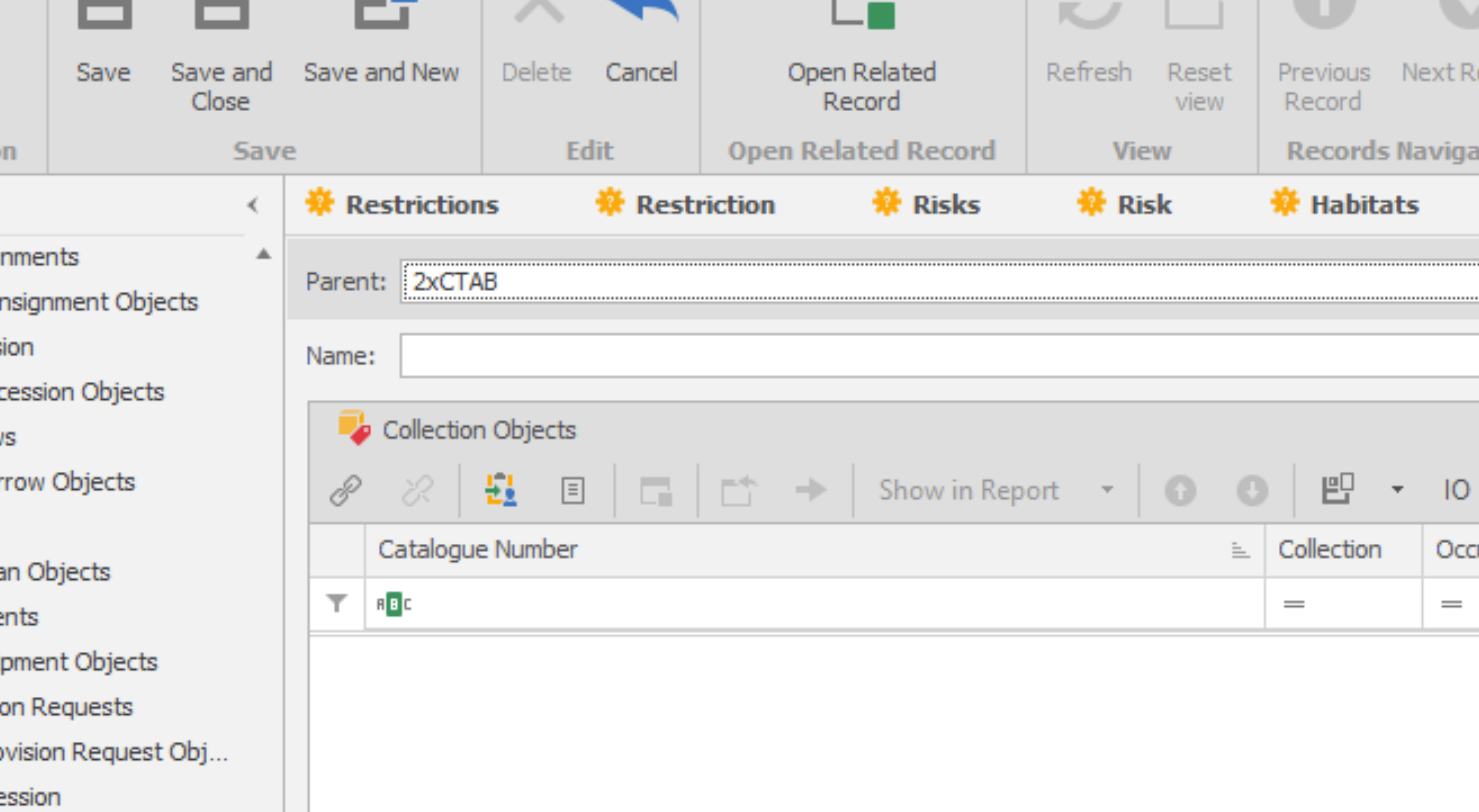 Save
Save and Close
Save and New
Delete
Cancel
Open Related Record
Refresh
Reset view
Previous Record
Next Re
on
Save
Edit
Open Related Record
View
Records Naviga
Restrictions
Restriction
Risks
Risk
Habitats
nments
nsignment Objects
sion
cession Objects
ws
rrow Objects
an Objects
ents
pment Objects
on Requests
ovision Request Obj...
ession
Parent: 2xCTAB
Name:
Collection Objects
Show in Report
IO
Catalogue Number
Collection
Occu
ABC
=
=